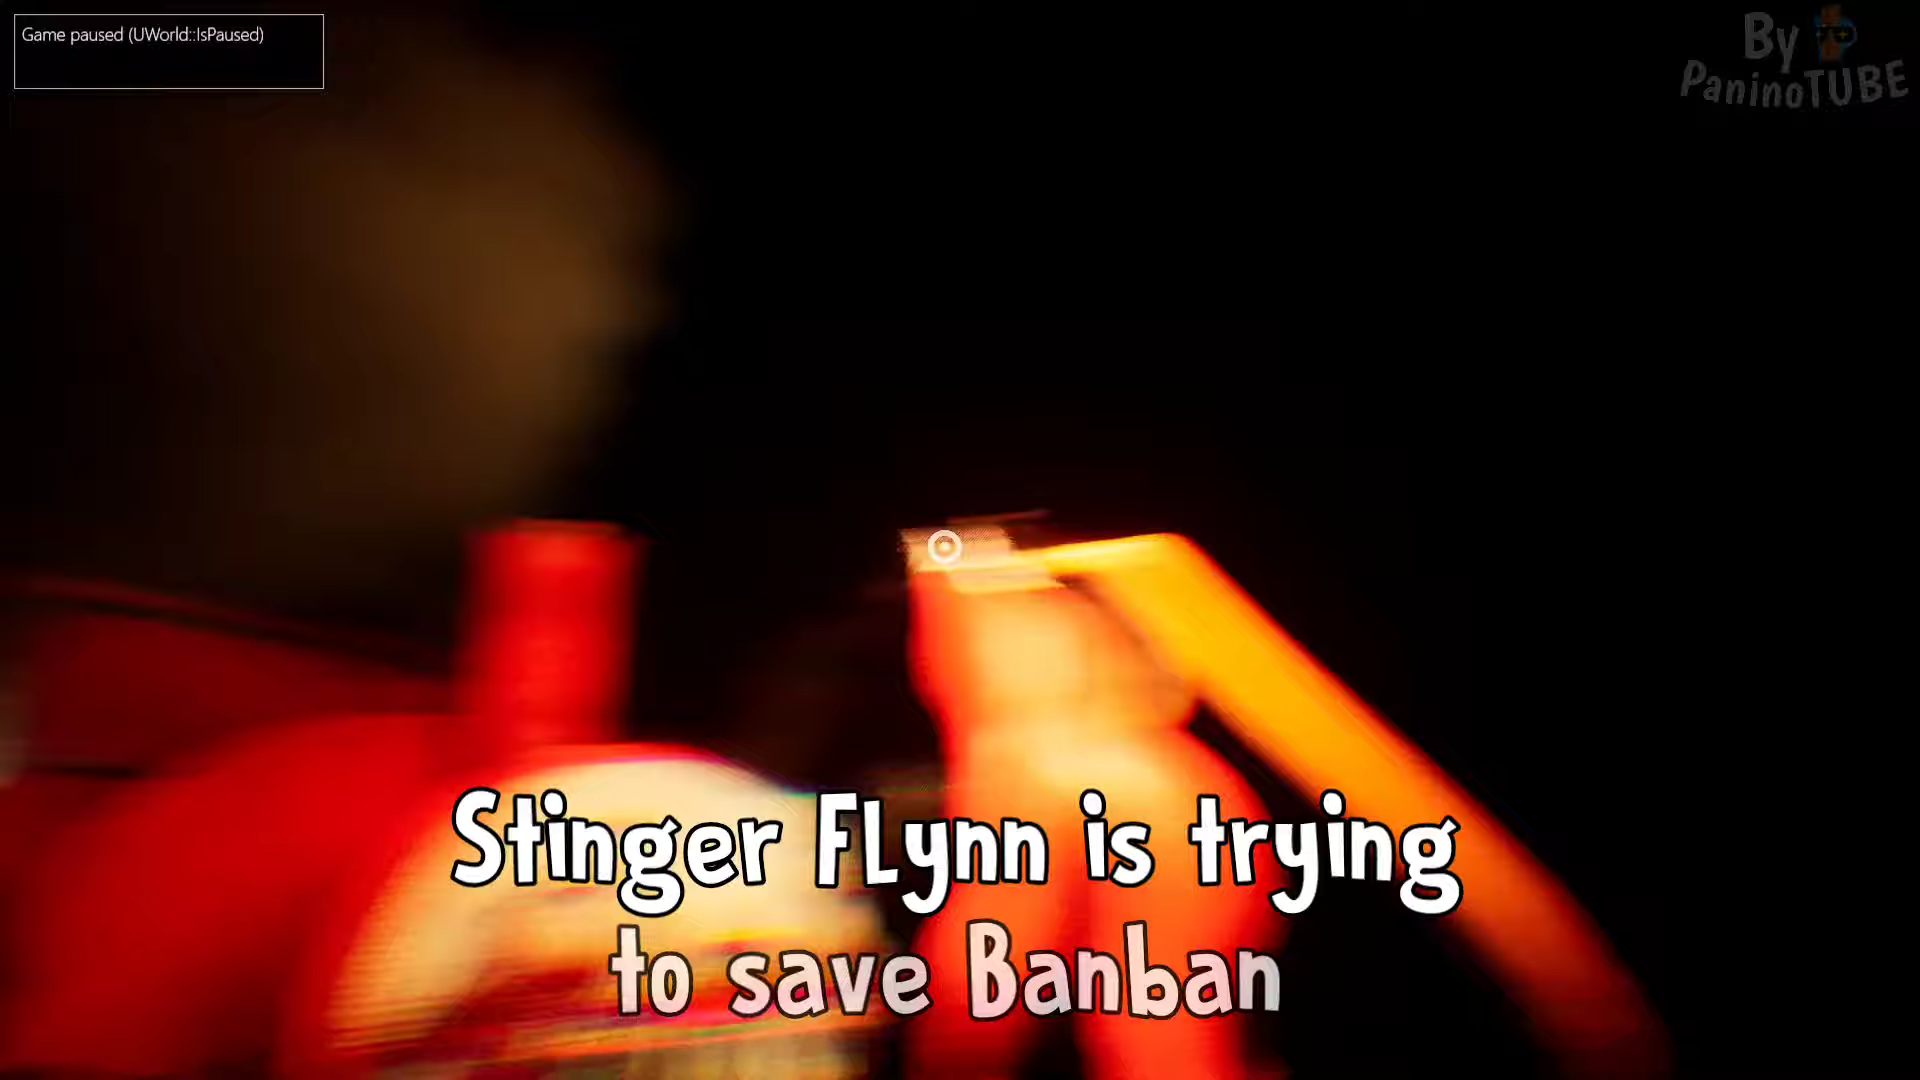 Game paused (UWorld::IsPaused)
By
PaninoTUBE
Stinger FLynn is trying
to save Banban